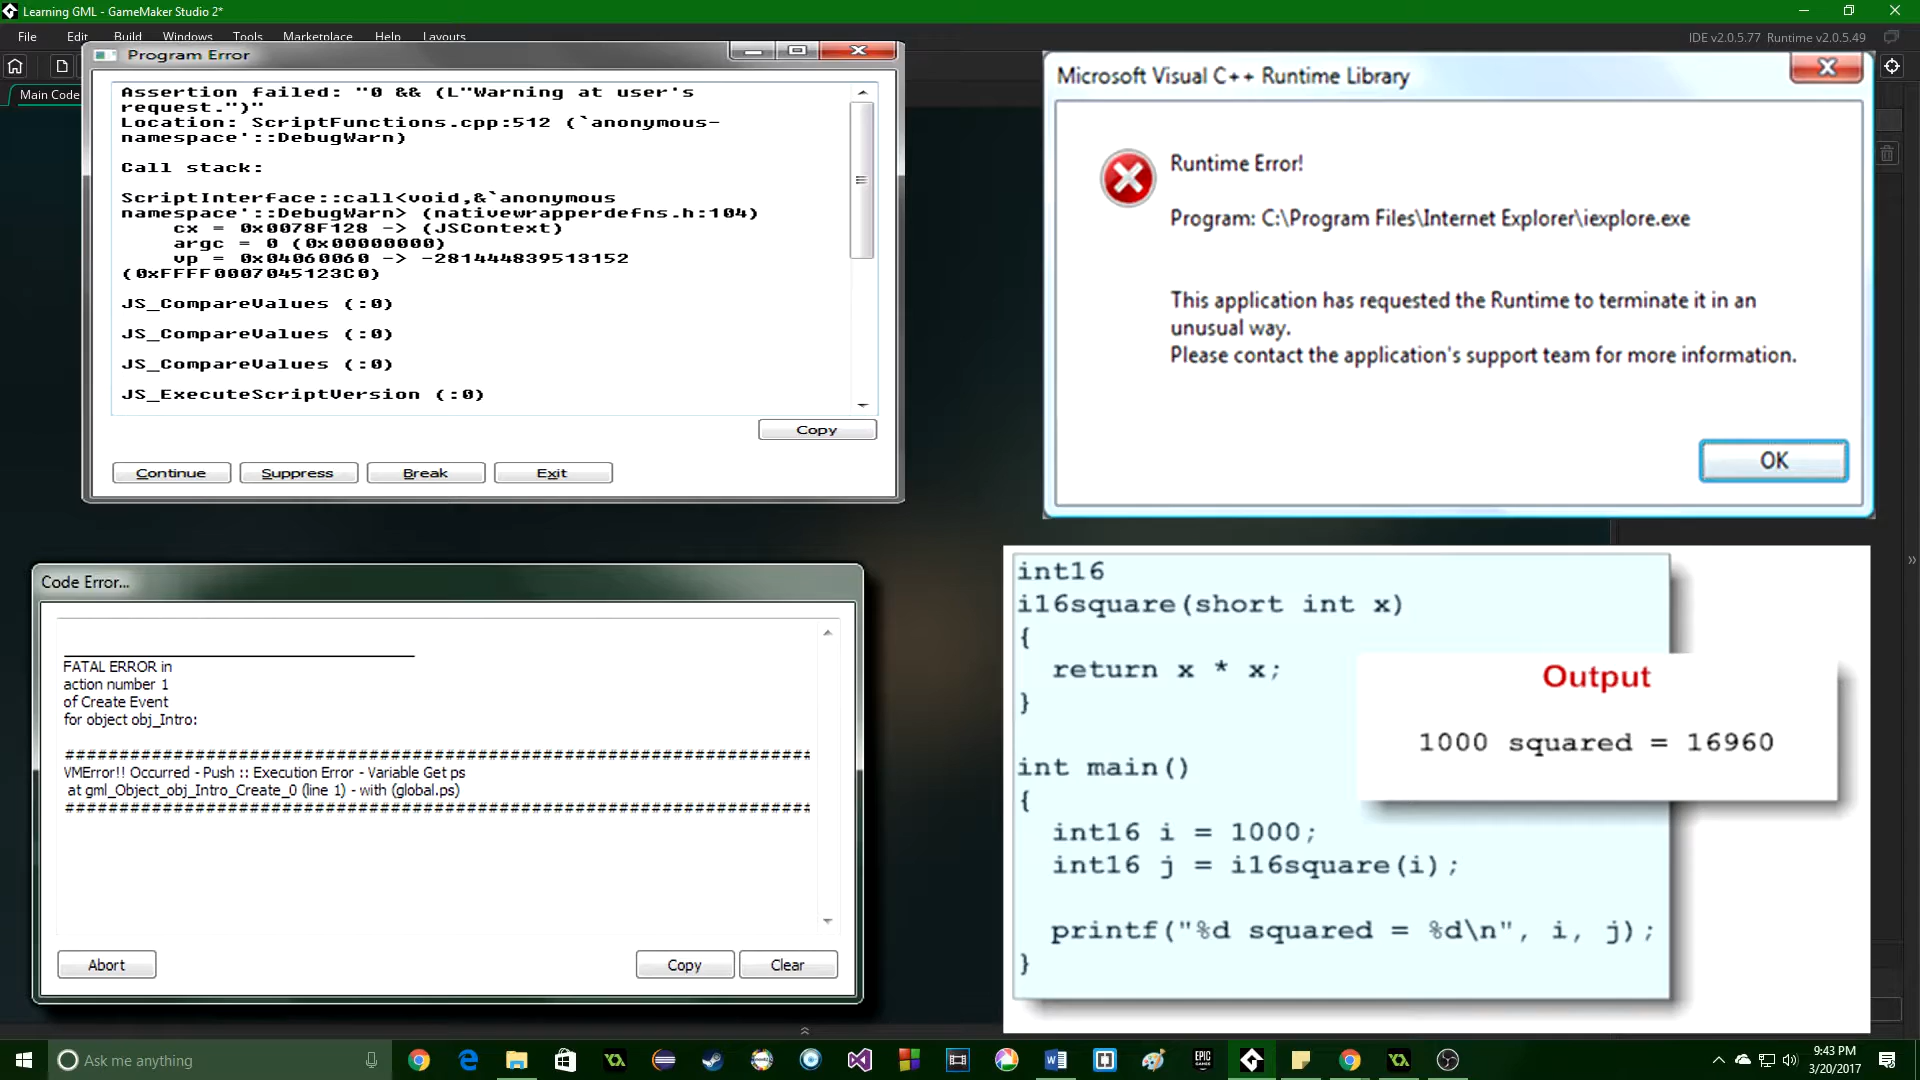 Learning GML - GameMaker Studio 2*
File Edit Build Windows Tools Marketplace Help Layouts
IDE v2.0.5.77 Runtime v2.0.5.49
Main Code
Program Error
Assertion failed: "0 && (L"Warning at user's
request.")"
Location: ScriptFunctions.cpp:512 (`anonymous-
namespace'::DebugWarn)
Call stack:
ScriptInterface::call<void,&`anonymous
namespace'::DebugWarn> (nativewrapperdefns.h:104)
cx = 0x0078F128 -> (JSContext)
argc = 0 (0x00000000)
vp = 0x04060060 -> -281444839513152
(0xFFFF0007045123C0)
JS_CompareValues (:0)
JS_CompareValues (:0)
JS_CompareValues (:0)
JS_ExecuteScriptVersion (:0)
Copy
Continue Suppress Break Exit
Microsoft Visual C++ Runtime Library
Runtime Error!
Program: C:\Program Files\Internet Explorer\iexplore.exe
This application has requested the Runtime to terminate it in an
unusual way.
Please contact the application's support team for more information.
OK
Code Error...
FATAL ERROR in
action number 1
of Create Event
for object obj_Intro:
###################################################################################
VMError!! Occurred - Push :: Execution Error - Variable Get ps
at gml_Object_obj_Intro_Create_0 (line 1) - with (global.ps)
###################################################################################
Abort Copy Clear
int16
i16square(short int x)
{
return x * x;
}
int main()
{
int16 i = 1000;
int16 j = i16square(i);
printf("%d squared = %d\n", i, j);
}
Output
1000 squared = 16960
Ask me anything
EPIC
GAMES
9:43 PM
3/20/2017